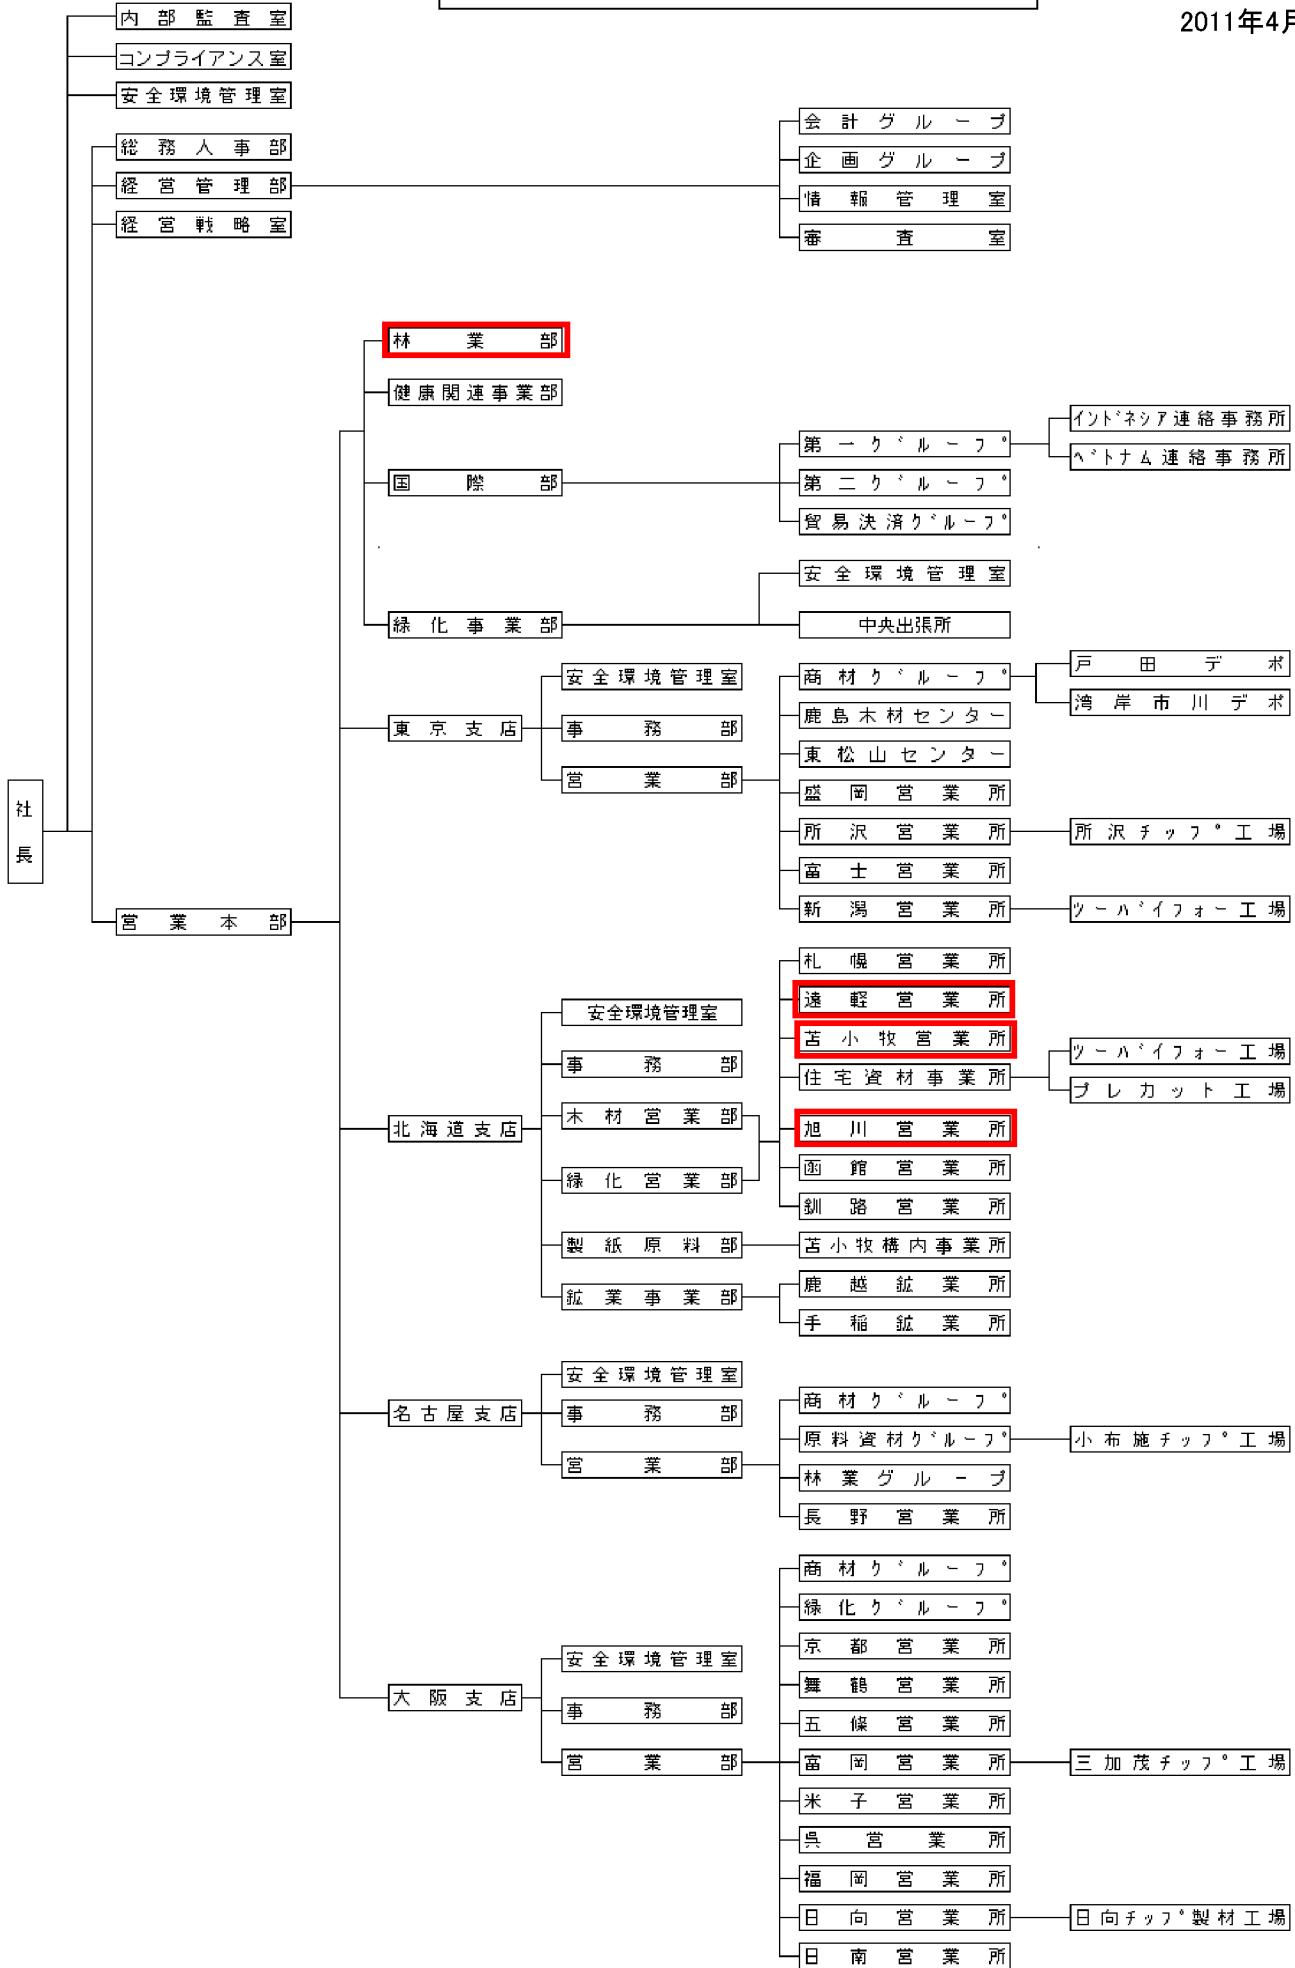 2011年4月
内部監査室
コンプライアンス室
安全環境管理室
総務人事部
経営管理部
経営戦略室
会計グループ
企画グループ
情報管理室
審査室
林業部
健康関連事業部
国際部
第一グループ
インドネシア連絡事務所
ベトナム連絡事務所
第二グループ
貿易決済グループ
緑化事業部
安全環境管理室
中央出張所
東京支店
安全環境管理室
事務部
営業部
商材グループ
戸田デポ
湾岸市川デポ
鹿島木材センター
東松山センター
盛岡営業所
所沢営業所
所沢チップ工場
富士営業所
新潟営業所
ツーバイフォー工場
社長
営業本部
北海道支店
安全環境管理室
事務部
木材営業部
緑化営業部
製紙原料部
鉱業事業部
札幌営業所
遠軽営業所
苫小牧営業所
住宅資材事業所
ツーバイフォー工場
プレカット工場
旭川営業所
函館営業所
釧路営業所
苫小牧構内事業所
鹿越鉱業所
手稲鉱業所
名古屋支店
安全環境管理室
事務部
営業部
商材グループ
原料資材グループ
小布施チップ工場
林業グループ
長野営業所
大阪支店
安全環境管理室
事務部
営業部
商材グループ
緑化グループ
京都営業所
舞鶴営業所
五條営業所
富岡営業所
三加茂チップ工場
米子営業所
呉営業所
福岡営業所
日向営業所
日向チップ製材工場
日南営業所